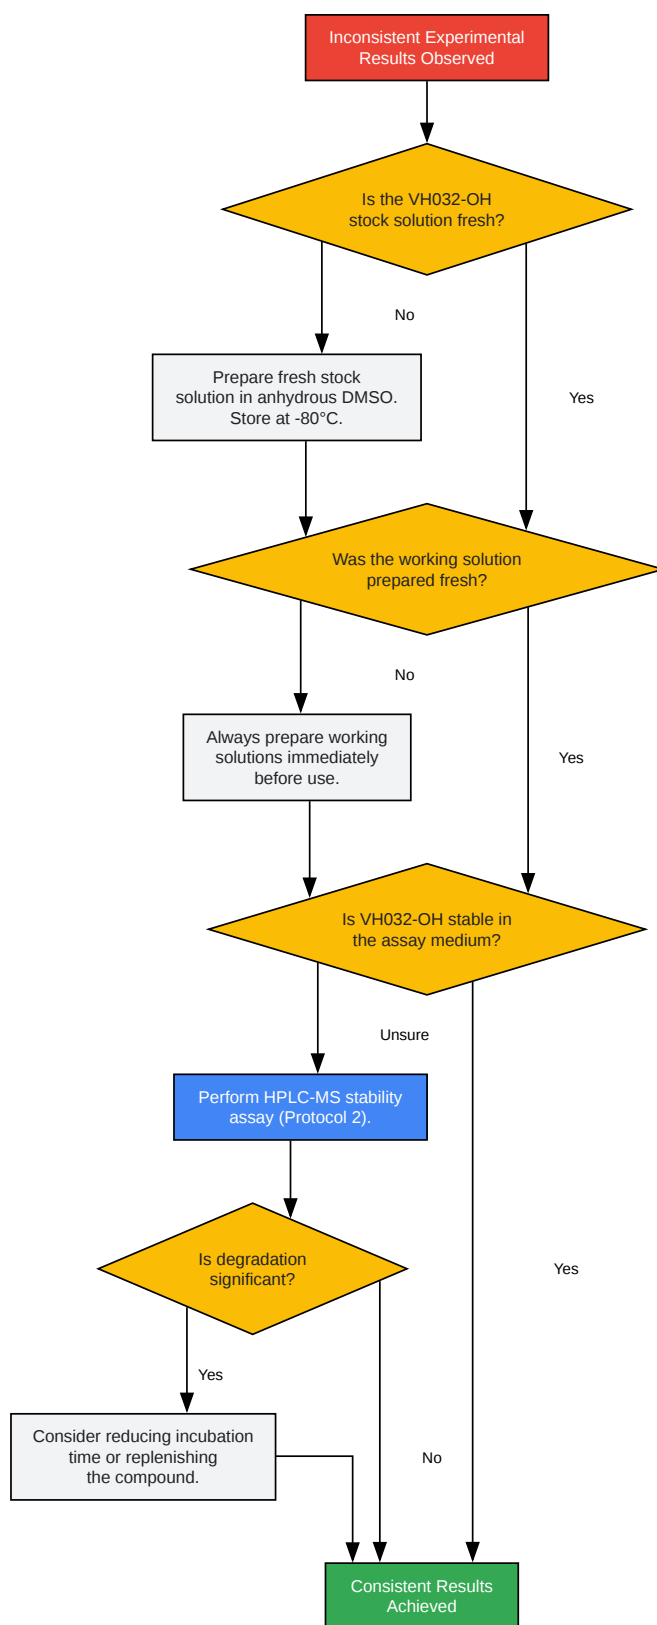 Inconsistent Experimental
Results Observed
Is the VH032-OH
stock solution fresh?
No
Prepare fresh stock
solution in anhydrous DMSO.
Store at -80°C.
Yes
Was the working solution
prepared fresh?
No
Always prepare working
solutions immediately
before use.
Yes
Is VH032-OH stable in
the assay medium?
Unsure
Perform HPLC-MS stability
assay (Protocol 2).
Is degradation
significant?
Yes
Yes
Consider reducing incubation
time or replenishing
the compound.
No
Consistent Results
Achieved